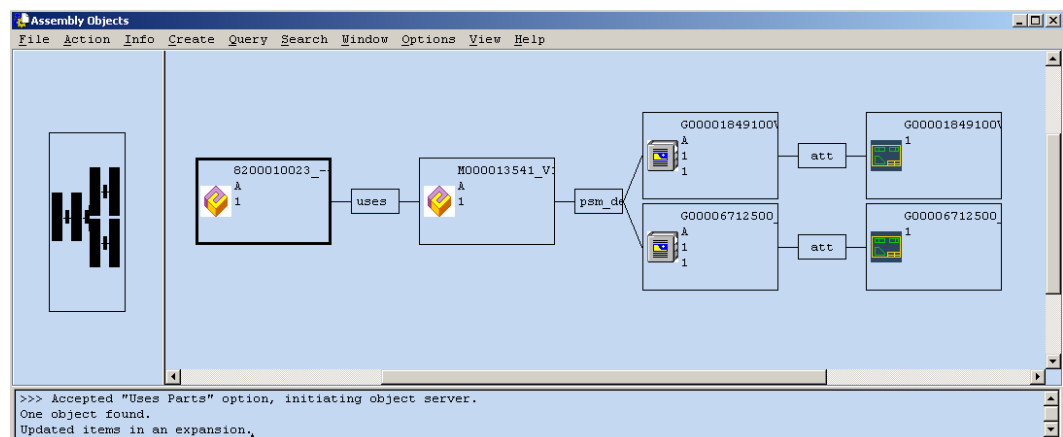 Assembly Objects
File Action Info Create Query Search Window Options View Help
8200010023_-
A
1
uses
M000013541_V
A
1
psm_de
G00001849100V
A
1
1
att
G00001849100V
1
G00006712500_
A
1
1
att
G00006712500_
1
>>> Accepted "Uses Parts" option, initiating object server.
One object found.
Updated items in an expansion.